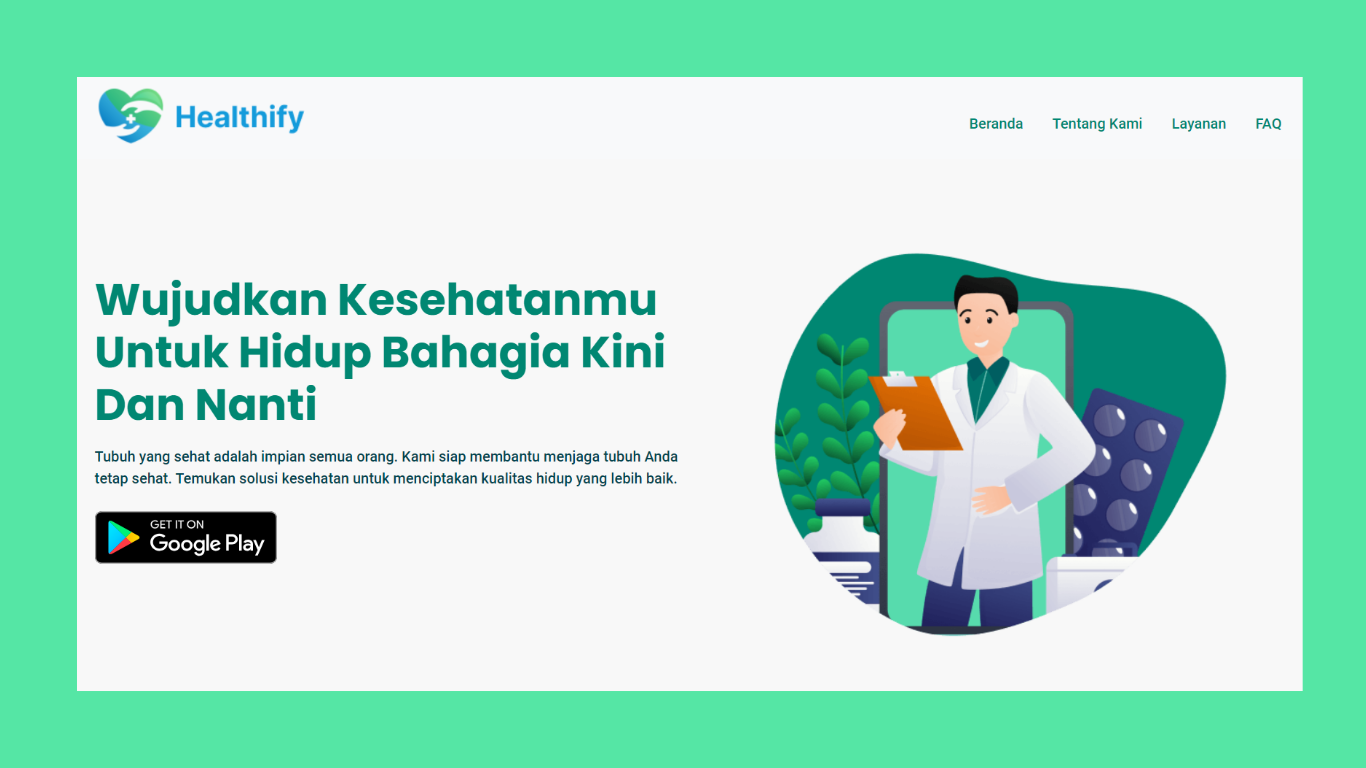 Healthify
Beranda Tentang Kami Layanan FAQ
Wujudkan Kesehatanmu
Untuk Hidup Bahagia Kini
Dan Nanti
Tubuh yang sehat adalah impian semua orang. Kami siap membantu menjaga tubuh Anda
tetap sehat. Temukan solusi kesehatan untuk menciptakan kualitas hidup yang lebih baik.
GET IT ON
Google Play